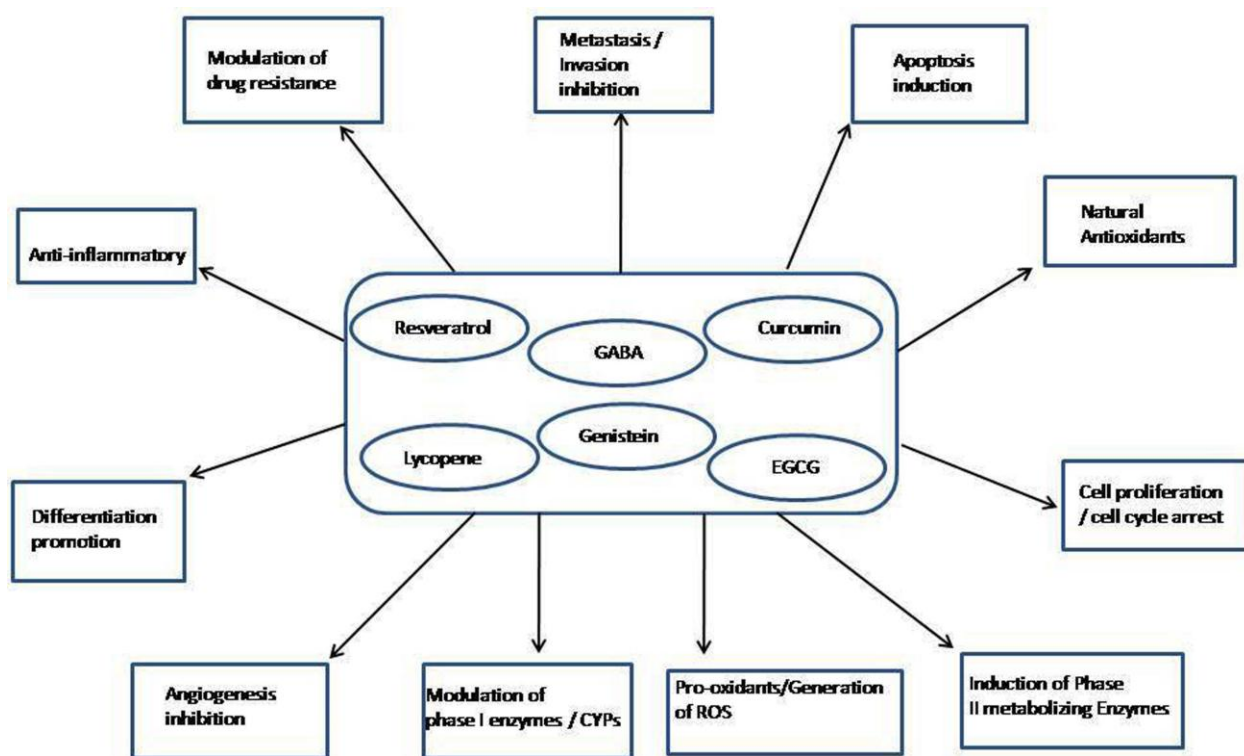 Modulation of
drug resistance
Metastasis /
Invasion
inhibition
Apoptosis
induction
Anti-inflammatory
Natural
Antioxidants
Resveratrol
GABA
Curcumin
Lycopene
Genistein
EGCG
Differentiation
promotion
Cell proliferation
/ cell cycle arrest
Angiogenesis
inhibition
Modulation of
phase I enzymes / CYPs
Pro-oxidants/Generation
of ROS
Induction of Phase
II metabolizing Enzymes